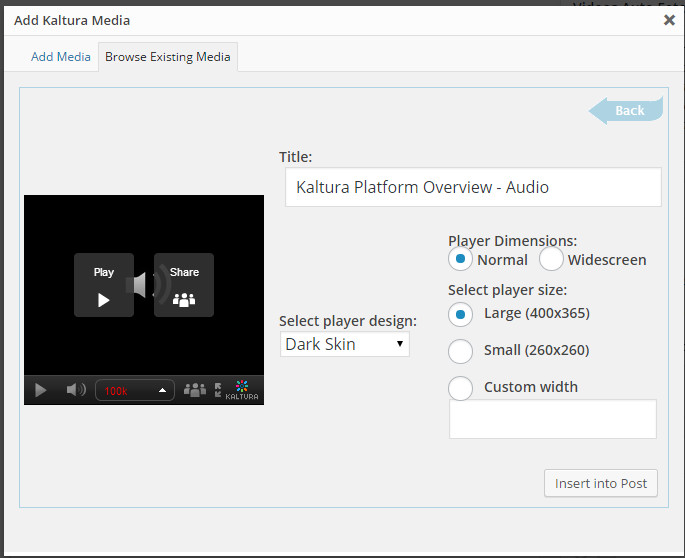 Add Kaltura Media
Add Media
Browse Existing Media
Back
Title:
Kaltura Platform Overview - Audio
Play
Share
100k
KALTURA
Select player design:
Dark Skin
Player Dimensions:
Normal
Widescreen
Select player size:
Large (400x365)
Small (260x260)
Custom width
Insert into Post